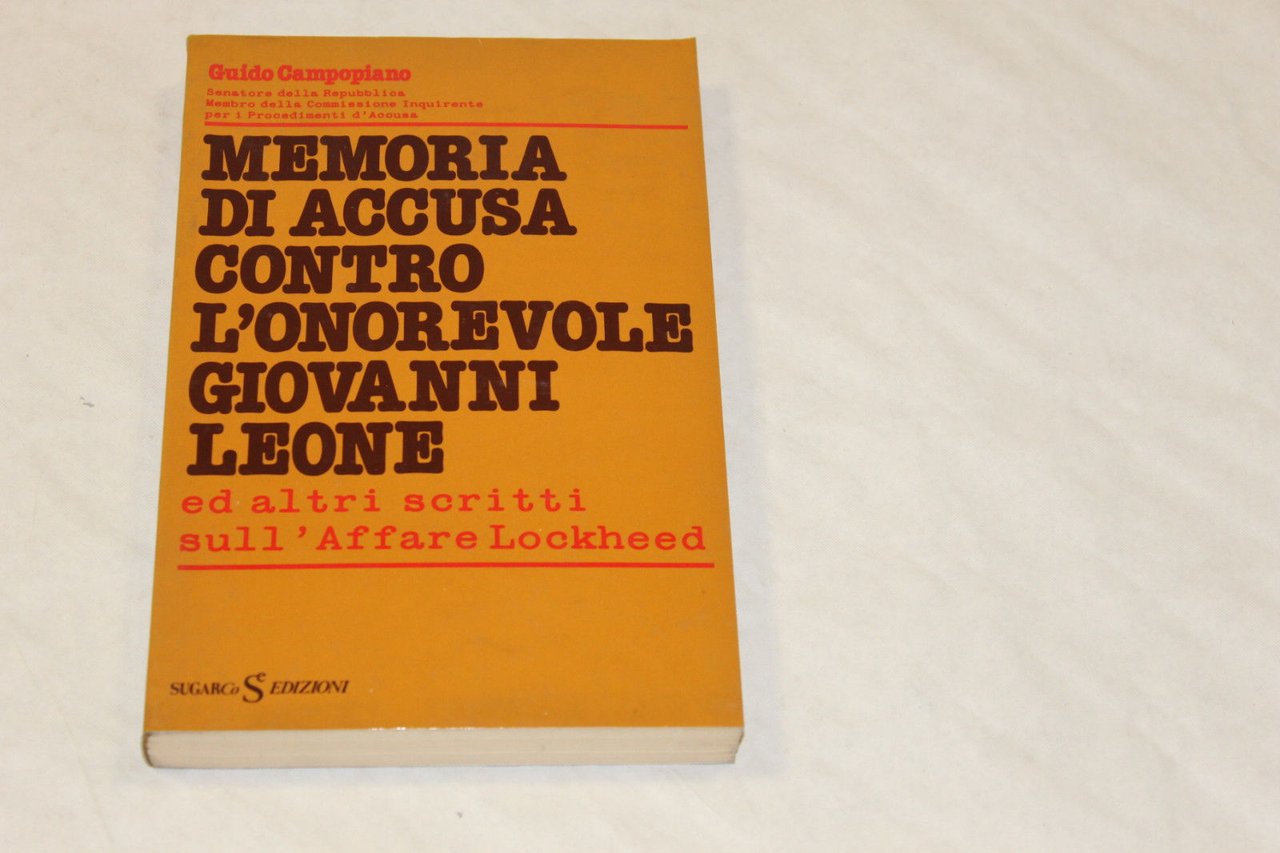 Guido Campopiano
Senatore della Repubblica
Membro della Commissione Inquirente
per i Procedimenti d'Accusa
MEMORIA
DI ACCUSA
CONTRO
L'ONOREVOLE
GIOVANNI
LEONE
ed altri scritti
sull'Affare Lockheed
SUGARCo Se EDIZIONI